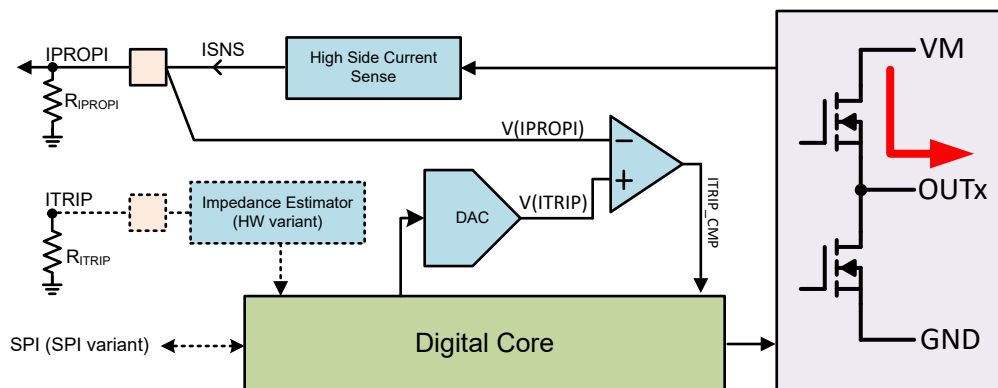 IPROPI
ISNS
High Side Current
Sense
VM
RIPROPI
V(IPROPI)
−
+
ITRIP_CMP
OUTx
ITRIP
Impedance Estimator
(HW variant)
DAC
V(ITRIP)
RITRIP
SPI (SPI variant)
Digital Core
GND